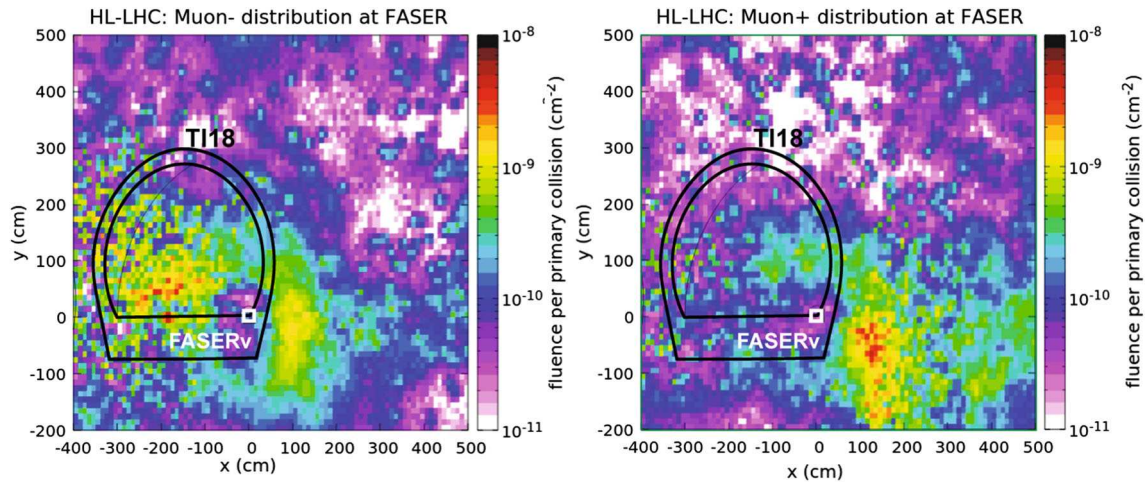 HL-LHC: Muon- distribution at FASER
500
400
300
200
100
0
-100
-200
y (cm)
-400 -300 -200 -100 0 100 200 300 400 500
x (cm)
TI18
FASERν
10⁻⁸
10⁻⁹
10⁻¹⁰
10⁻¹¹
fluence per primary collision (cm⁻²)
HL-LHC: Muon+ distribution at FASER
500
400
300
200
100
0
-100
-200
y (cm)
-400 -300 -200 -100 0 100 200 300 400 500
x (cm)
TI18
FASERν
10⁻⁸
10⁻⁹
10⁻¹⁰
10⁻¹¹
fluence per primary collision (cm⁻²)